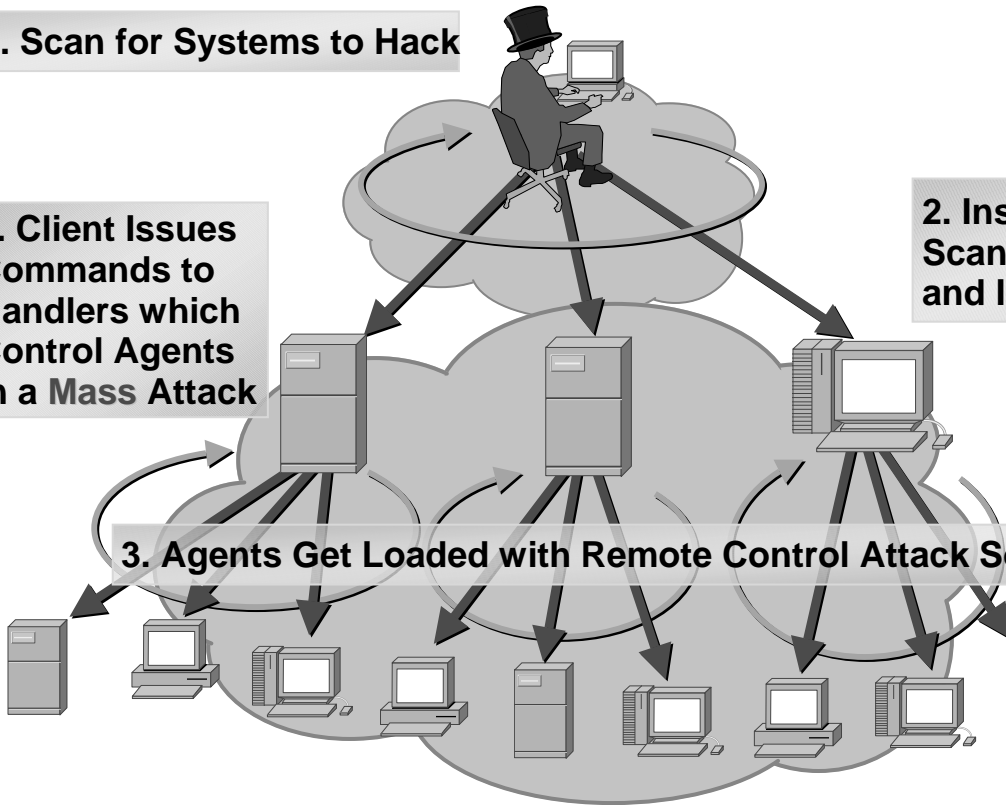 . Scan for Systems to Hack
2. Ins
Scan
and I
. Client Issues
ommands to
andlers which
ontrol Agents
n a Mass Attack
3. Agents Get Loaded with Remote Control Attack S